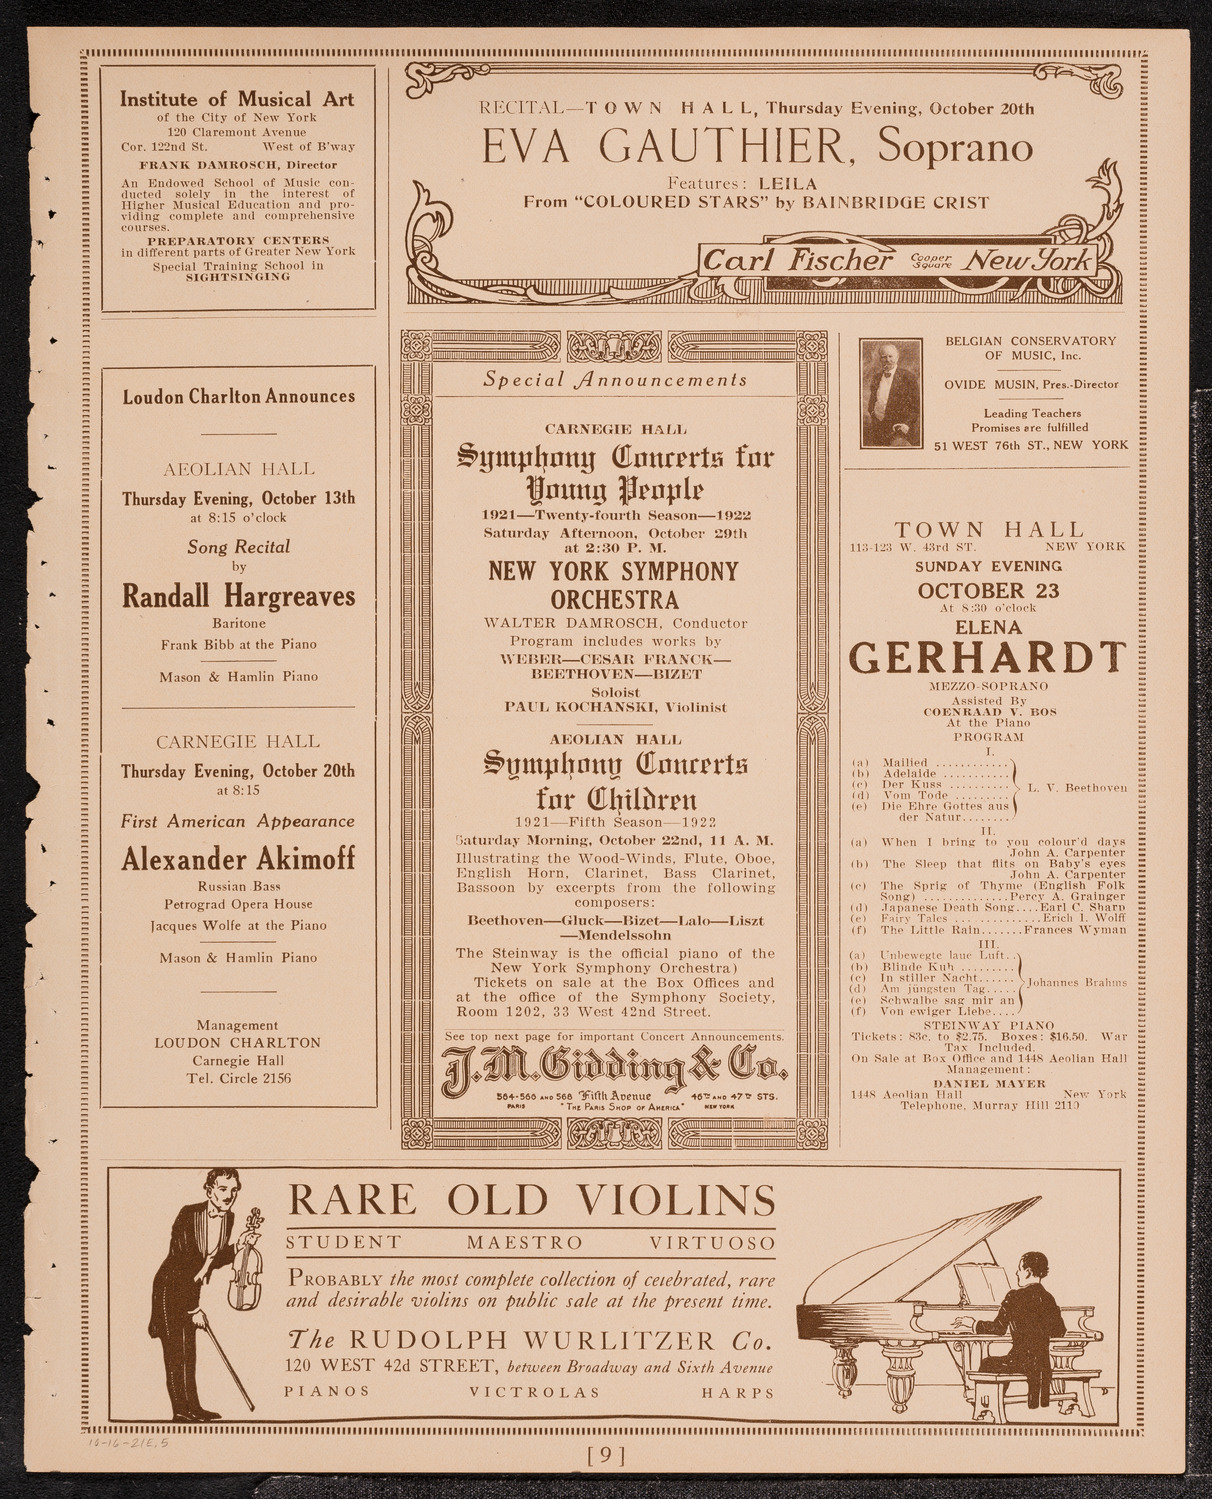 Institute of Musical Art
of the City of New York
120 Claremont Avenue
Cor. 122nd St. West of B'way
FRANK DAMROSCH, Director
An Endowed School of Music con-
ducted solely in the interest of
Higher Musical Education and pro-
viding complete and comprehensive
courses.
PREPARATORY CENTERS
in different parts of Greater New York
Special Training School in
SIGHTSINGING
RECITAL—TOWN HALL, Thursday Evening, October 20th
EVA GAUTHIER, Soprano
Features: LEILA
From "COLOURED STARS" by BAINBRIDGE CRIST
Carl Fischer Cooper Square New York
Loudon Charlton Announces
AEOLIAN HALL
Thursday Evening, October 13th
at 8:15 o'clock
Song Recital
by
Randall Hargreaves
Baritone
Frank Bibb at the Piano
Mason & Hamlin Piano
CARNEGIE HALL
Thursday Evening, October 20th
at 8:15
First American Appearance
Alexander Akimoff
Russian Bass
Petrograd Opera House
Jacques Wolfe at the Piano
Mason & Hamlin Piano
Management
LOUDON CHARLTON
Carnegie Hall
Tel. Circle 2156
Special Announcements
CARNEGIE HALL
Symphony Concerts for
Young People
1921—Twenty-fourth Season—1922
Saturday Afternoon, October 29th
at 2:30 P. M.
NEW YORK SYMPHONY
ORCHESTRA
WALTER DAMROSCH, Conductor
Program includes works by
WEBER—CESAR FRANCK—
BEETHOVEN—BIZET
Soloist
PAUL KOCHANSKI, Violinist
AEOLIAN HALL
Symphony Concerts
for Children
1921—Fifth Season—1922
Saturday Morning, October 22nd, 11 A. M.
Illustrating the Wood-Winds, Flute, Oboe,
English Horn, Clarinet, Bass Clarinet,
Bassoon by excerpts from the following
composers:
Beethoven—Gluck—Bizet—Lalo—Liszt
—Mendelssohn
The Steinway is the official piano of the
New York Symphony Orchestra)
Tickets on sale at the Box Offices and
at the office of the Symphony Society,
Room 1202, 33 West 42nd Street.
See top next page for important Concert Announcements.
J.M. Gidding & Co.
564-566 AND 568 Fifth Avenue 46TH AND 47TH STS.
PARIS "THE PARIS SHOP OF AMERICA" NEW YORK
BELGIAN CONSERVATORY
OF MUSIC, Inc.
OVIDE MUSIN, Pres.-Director
Leading Teachers
Promises are fulfilled
51 WEST 76th ST., NEW YORK
TOWN HALL
113-123 W. 43rd ST. NEW YORK
SUNDAY EVENING
OCTOBER 23
At 8:30 o'clock
ELENA
GERHARDT
MEZZO-SOPRANO
Assisted By
COENRAAD V. BOS
At the Piano
PROGRAM
I.
(a) Mailied ...........
(b) Adelaide ..........
(c) Der Kuss .........
(d) Vom Tode .........
(e) Die Ehre Gottes aus
der Natur........
L. V. Beethoven
II.
(a) When I bring to you colour'd days
John A. Carpenter
(b) The Sleep that flits on Baby's eyes
John A. Carpenter
(c) The Sprig of Thyme (English Folk
Song) .............Percy A. Grainger
(d) Japanese Death Song....Earl C. Sharp
(e) Fairy Tales .............Erich I. Wolff
(f) The Little Rain.......Frances Wyman
III.
(a) Unbewegte laue Luft..
(b) Blinde Kuh ........
(c) In stiller Nacht......
(d) Am jüngsten Tag.....
(e) Schwalbe sag mir an
(f) Von ewiger Liebe....
Johannes Brahms
STEINWAY PIANO
Tickets: 83c. to $2.75. Boxes: $16.50. War
Tax Included.
On Sale at Box Office and 1448 Aeolian Hall
Management:
DANIEL MAYER
1448 Aeolian Hall New York
Telephone, Murray Hill 2110
RARE OLD VIOLINS
STUDENT MAESTRO VIRTUOSO
PROBABLY the most complete collection of celebrated, rare
and desirable violins on public sale at the present time.
The RUDOLPH WURLITZER Co.
120 WEST 42d STREET, between Broadway and Sixth Avenue
PIANOS VICTROLAS HARPS
10-16-21E, 5
[ 9 ]